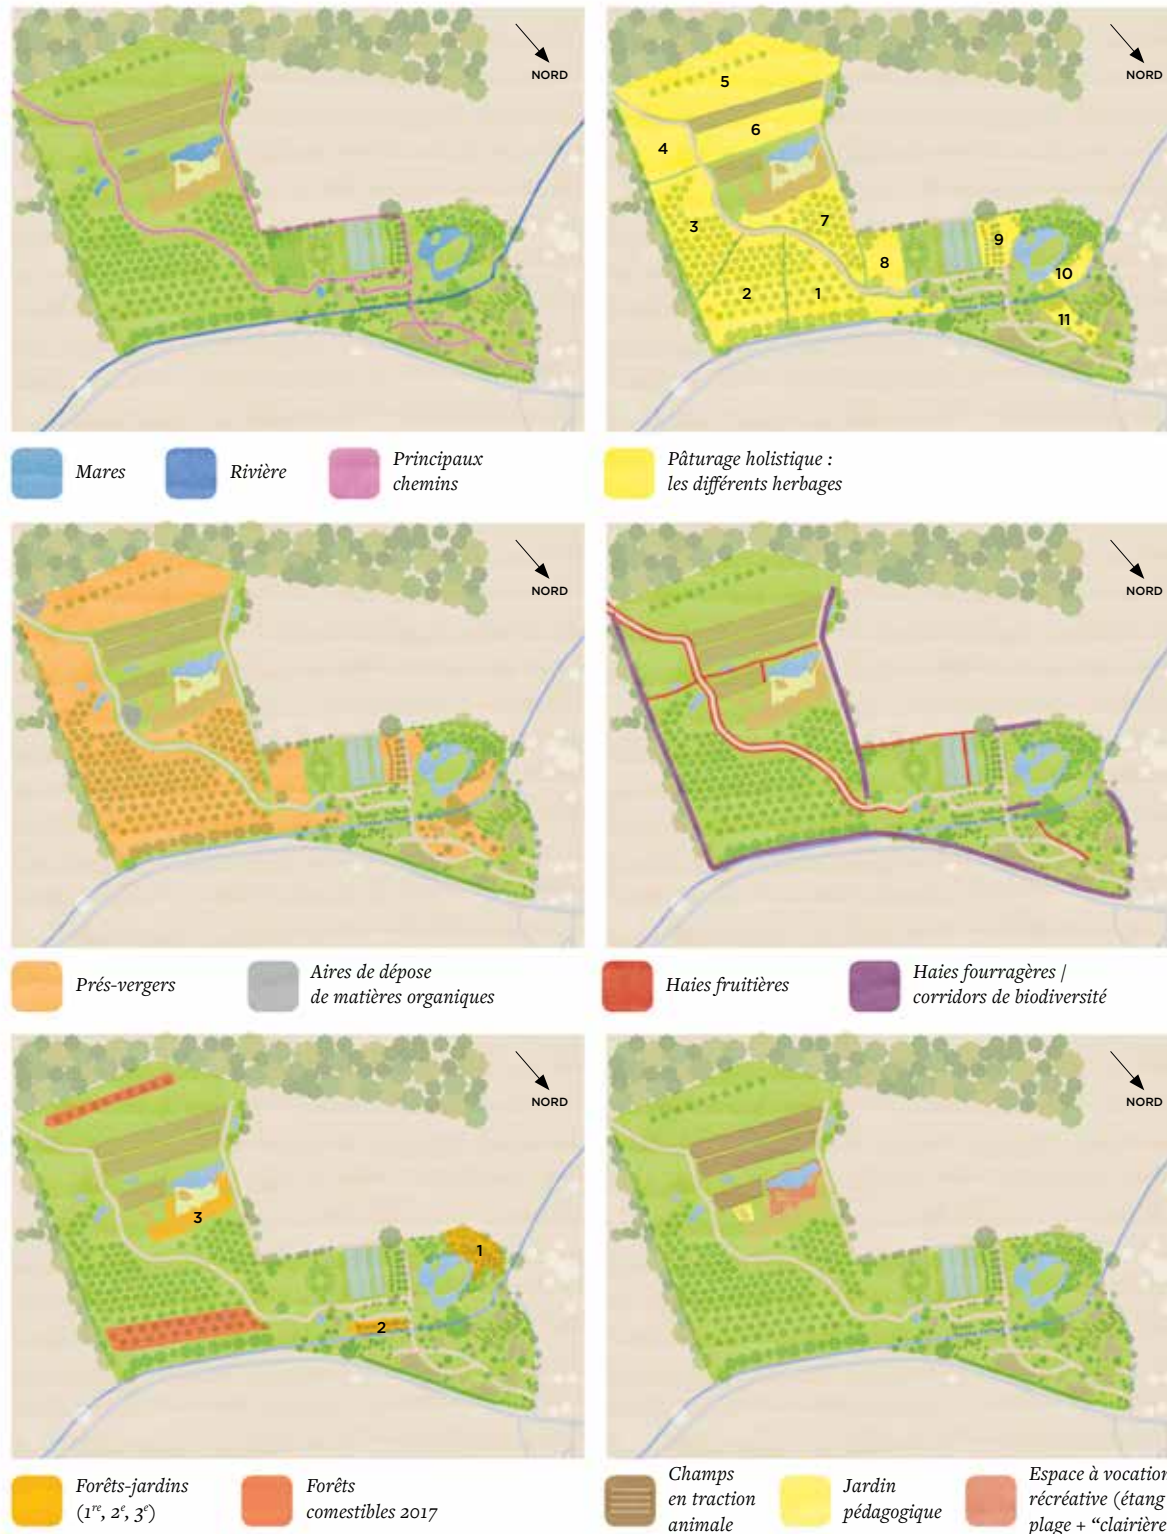 NORD
NORD
5
6
4
3
7
9
8
10
2
1
11
Mares
Rivière
Principaux
chemins
Pâturage holistique :
les différents herbages
NORD
NORD
Prés-vergers
Aires de dépose
de matières organiques
Haies fruitières
Haies fourragères /
corridors de biodiversité
NORD
NORD
3
1
2
Forêts-jardins
(1re, 2e, 3e)
Forêts
comestibles 2017
Champs
en traction
animale
Jardin
pédagogique
Espace à vocation
récréative (étang
plage + “clairière